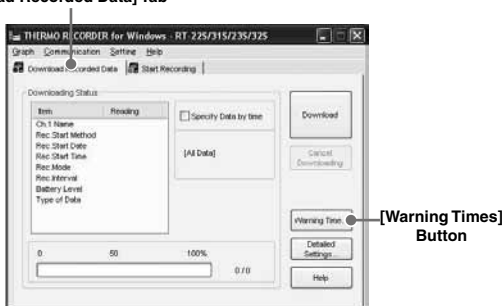 ad Recorded Data] Tab
THERMO RECORDER for Windows - RT-22S/31S/23S/32S
Graph Communication Setting Help
Download Recorded Data Start Recording
Downloading Status
Item Reading
Ch.1 Name
Rec.Start Method
Rec.Start Date
Rec.Start Time
Rec.Mode
Rec.Interval
Battery Level
Type of Data
Specify Data by time
[All Data]
Download
Cancel
Downloading
Warning Time..
[Warning Times]
Button
Detailed
Settings...
Help
0 50 100%
0 / 0